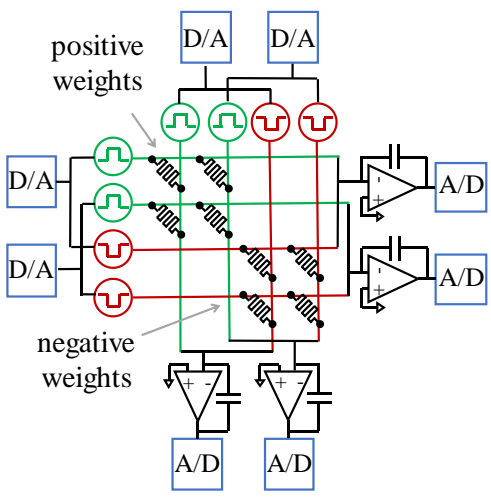 D/A D/A
positive
weights
D/A
- A/D
+
D/A
- A/D
+
negative
weights
+ - + -
A/D A/D